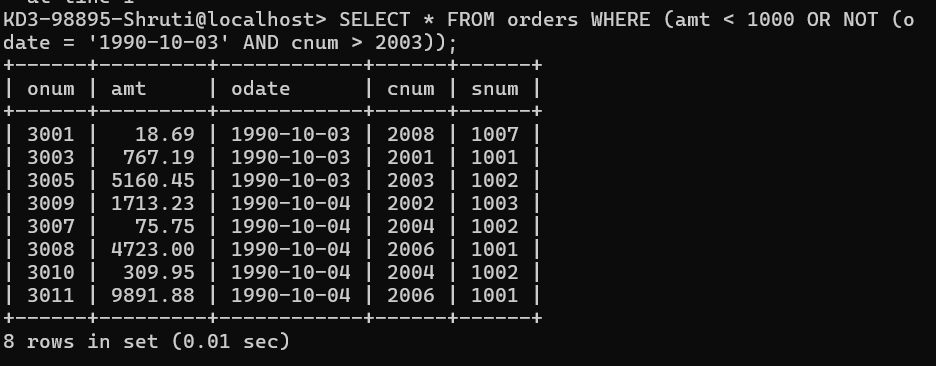 KD3-98895-Shruti@localhost> SELECT * FROM orders WHERE (amt < 1000 OR NOT (o
date = '1990-10-03' AND cnum > 2003));
+------+---------+------------+------+------+
| onum | amt     | odate      | cnum | snum |
+------+---------+------------+------+------+
| 3001 |   18.69 | 1990-10-03 | 2008 | 1007 |
| 3003 |  767.19 | 1990-10-03 | 2001 | 1001 |
| 3005 | 5160.45 | 1990-10-03 | 2003 | 1002 |
| 3009 | 1713.23 | 1990-10-04 | 2002 | 1003 |
| 3007 |   75.75 | 1990-10-04 | 2004 | 1002 |
| 3008 | 4723.00 | 1990-10-04 | 2006 | 1001 |
| 3010 |  309.95 | 1990-10-04 | 2004 | 1002 |
| 3011 | 9891.88 | 1990-10-04 | 2006 | 1001 |
+------+---------+------------+------+------+
8 rows in set (0.01 sec)